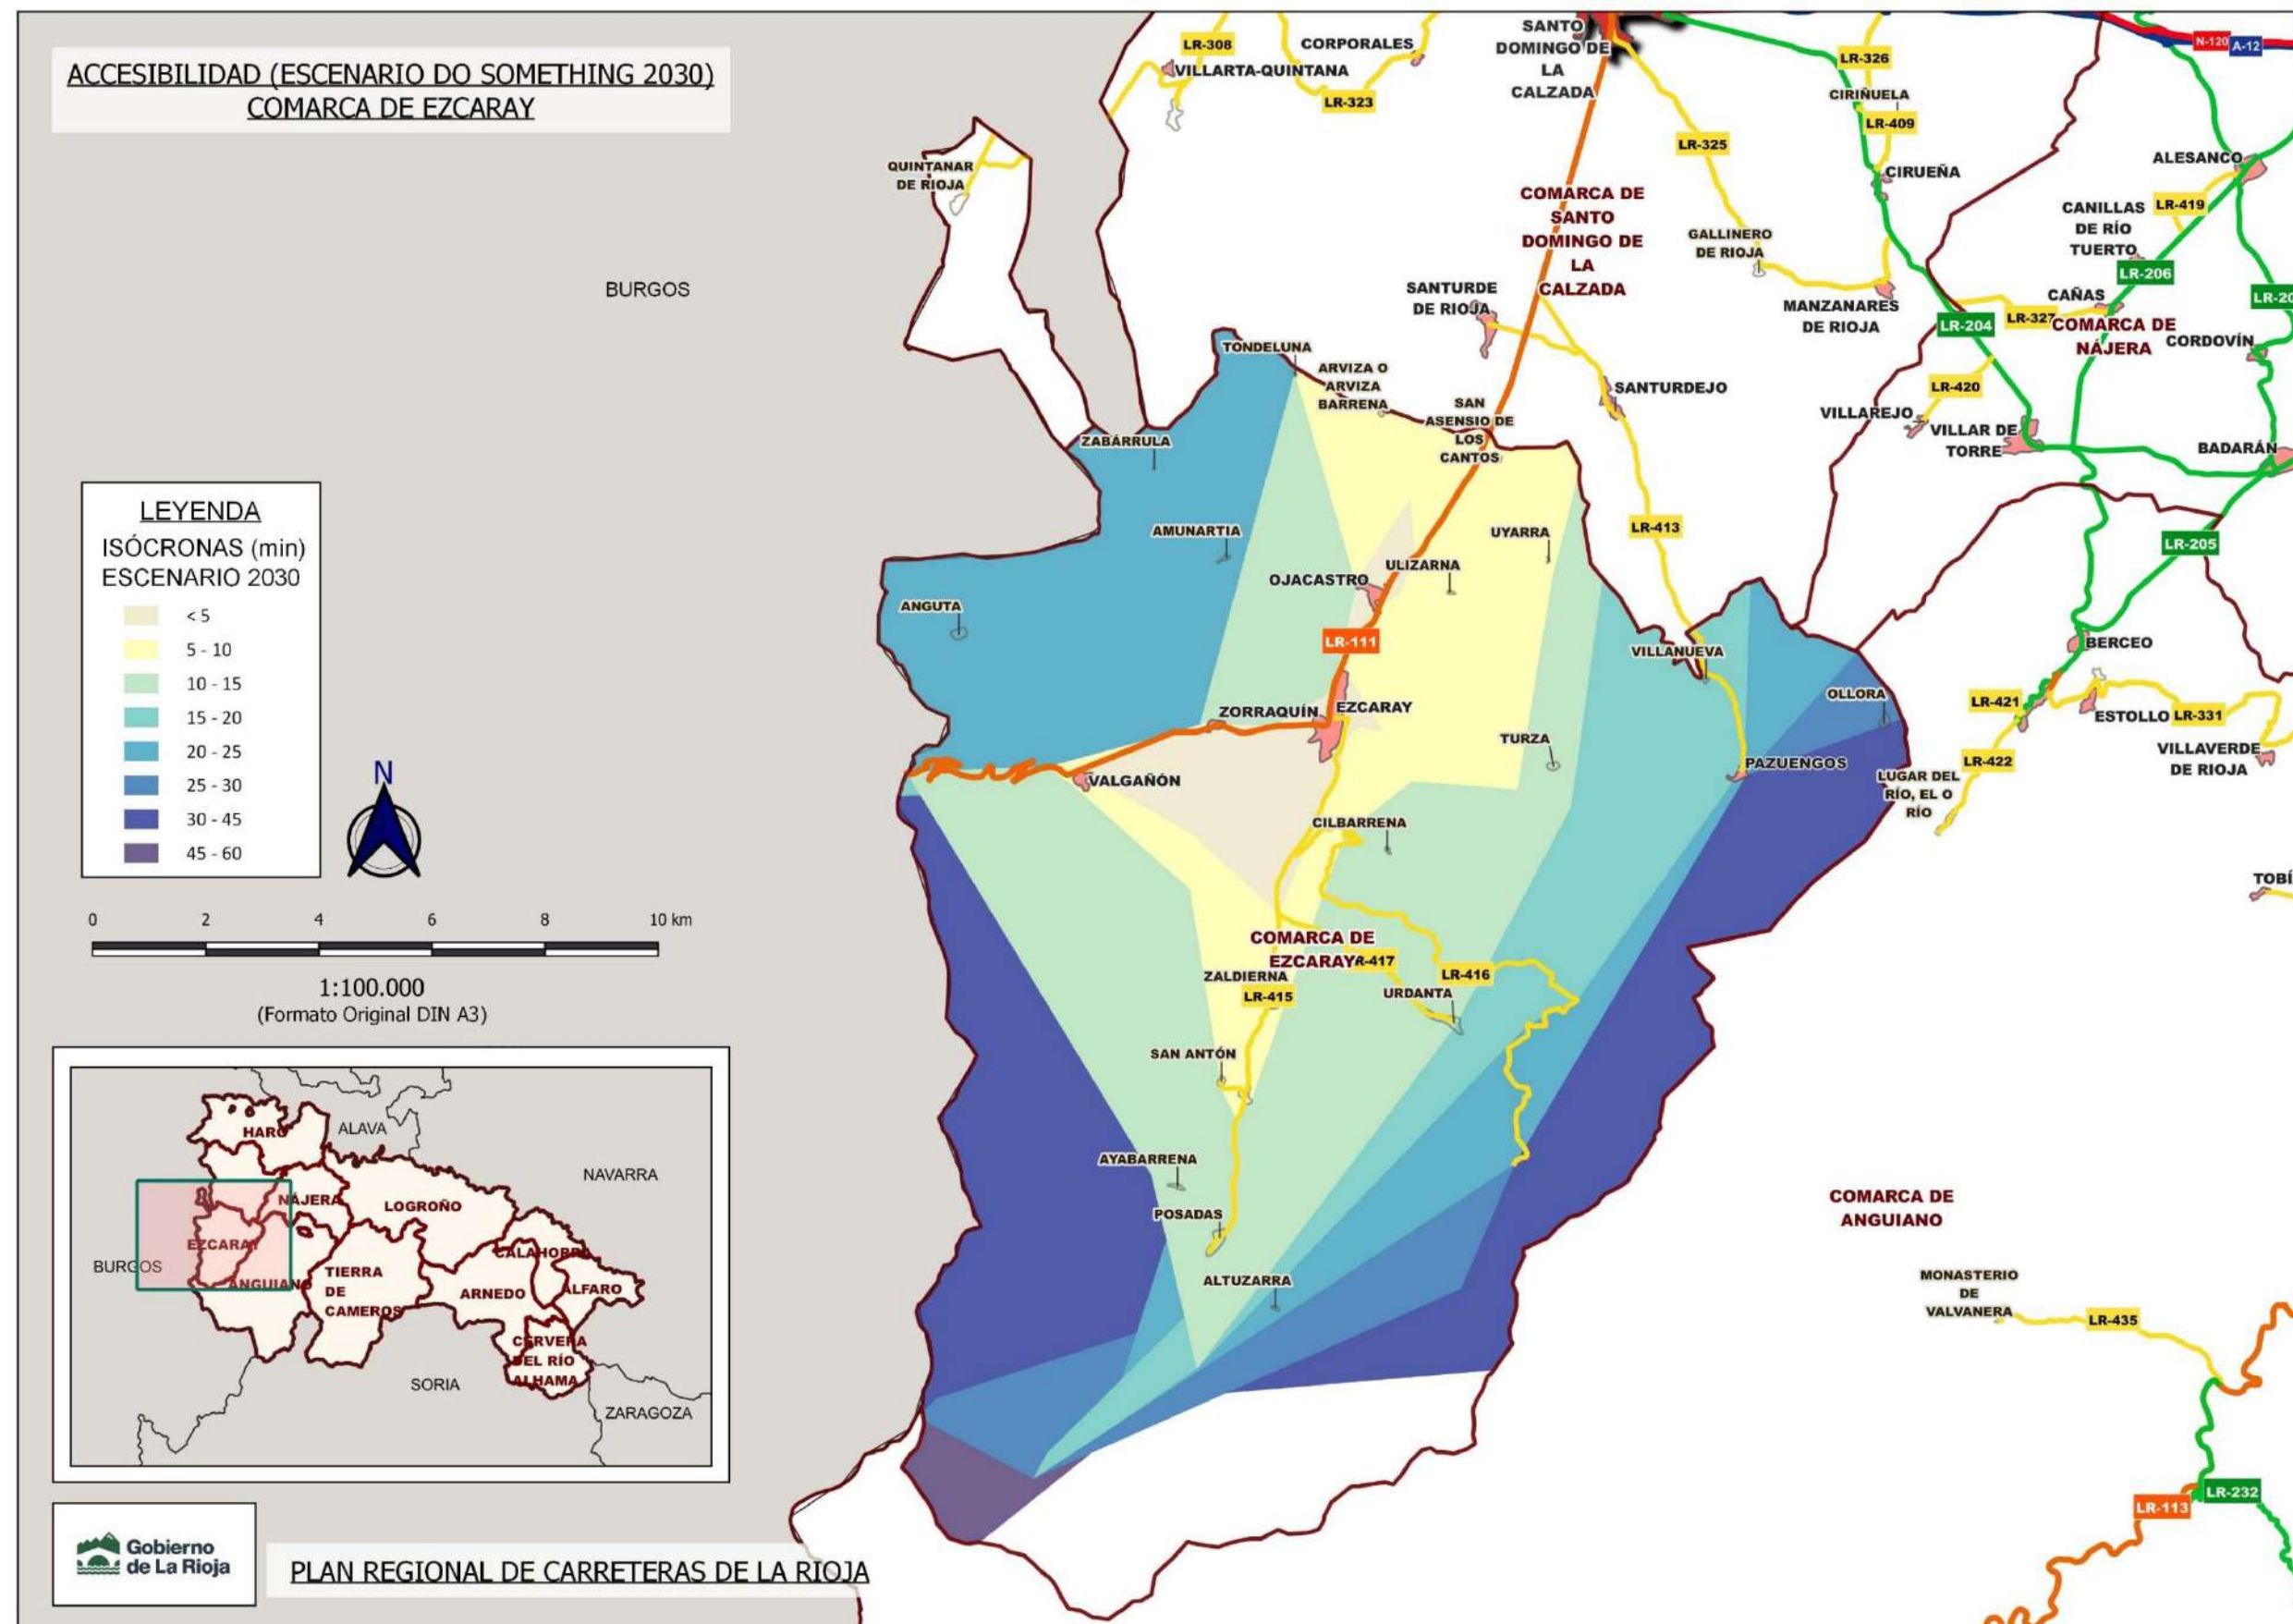 ACCESIBILIDAD (ESCENARIO DO SOMETHING 2030)
COMARCA DE EZCARAY
BURGOS
LEYENDA
ISÓCRONAS (min)
ESCENARIO 2030
< 5
5 - 10
10 - 15
15 - 20
20 - 25
25 - 30
30 - 45
45 - 60
N
0 2 4 6 8 10 km
1:100.000
(Formato Original DIN A3)
HARO
ALAVA
NAVARRA
NÁJERA
LOGROÑO
EZCARAY
BURGOS
ANGUIANO
TIERRA
DE
CAMEROS
CALAHORRA
ARNEDO
ALFARO
CERVERA
DEL RÍO
ALHAMA
SORIA
ZARAGOZA
Gobierno
de La Rioja
PLAN REGIONAL DE CARRETERAS DE LA RIOJA
LR-308
VILLARTA-QUINTANA
CORPORALES
LR-323
SANTO
DOMINGO DE
LA
CALZADA
LR-326
CIRIÑUELA
LR-409
N-120
A-12
LR-325
CIRUEÑA
ALESANCO
QUINTANAR
DE RIOJA
COMARCA DE
SANTO
DOMINGO DE
LA
CALZADA
GALLINERO
DE RIOJA
CANILLAS
DE RÍO
TUERTO
LR-419
LR-206
LR-20
SANTURDE
DE RIOJA
MANZANARES
DE RIOJA
CAÑAS
LR-327
LR-204
COMARCA DE
NÁJERA
CORDOVÍN
TONDELUNA
ARVIZA O
ARVIZA
BARRENA
SAN
ASENSIO DE
LOS
CANTOS
SANTURDEJO
LR-420
VILLAREJO
VILLAR DE
TORRE
BADARÁN
ZABÁRRULA
AMUNARTIA
UYARRA
LR-413
LR-205
OJACASTRO
ULIZARNA
ANGUTA
LR-111
VILLANUEVA
BERCEO
OLLORA
LR-421
ESTOLLO
LR-331
ZORRAQUÍN
EZCARAY
TURZA
VILLAVERDE
DE RIOJA
VALGAÑÓN
PAZUENGOS
LR-422
LUGAR DEL
RÍO, EL O
RÍO
CILBARRENA
TOBÍ
COMARCA DE
EZCARAY
R-417
LR-416
ZALDIERNA
LR-415
URDANTA
SAN ANTÓN
AYABARRENA
POSADAS
ALTUZARRA
COMARCA DE
ANGUIANO
MONASTERIO
DE
VALVANERA
LR-435
LR-232
LR-113